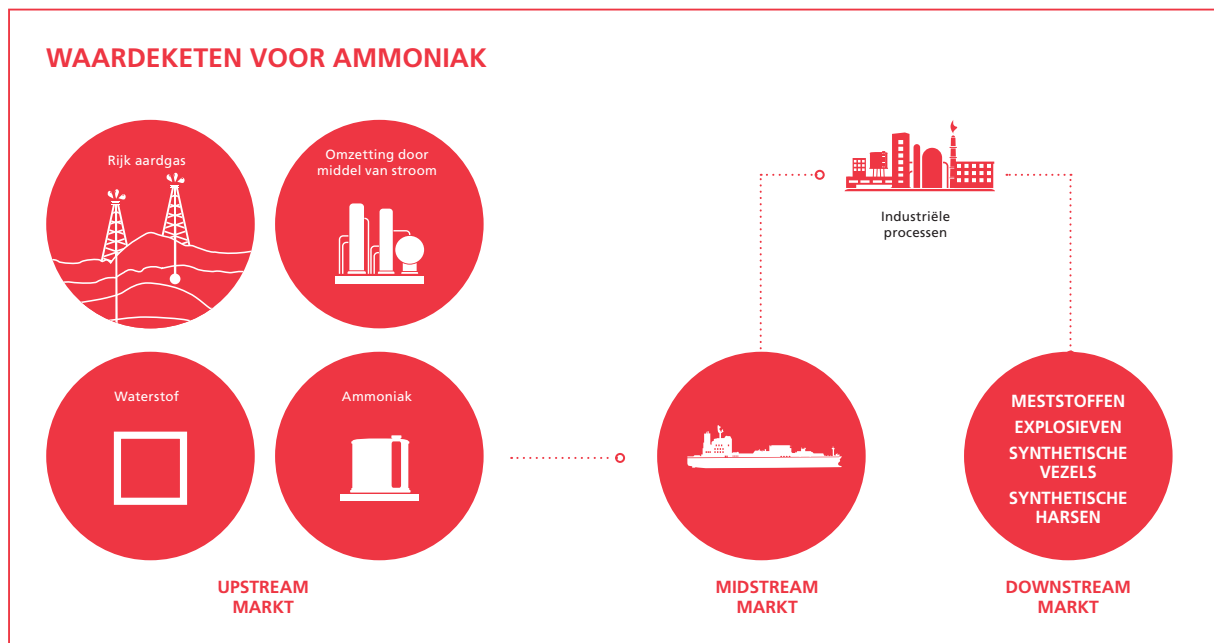 WAARDEKETEN VOOR AMMONIAK
Rijk aardgas
Omzetting door
middel van stroom
Waterstof
Ammoniak
UPSTREAM
MARKT
MIDSTREAM
MARKT
Industriële
processen
MESTSTOFFEN
EXPLOSIEVEN
SYNTHETISCHE
VEZELS
SYNTHETISCHE
HARSEN
DOWNSTREAM
MARKT